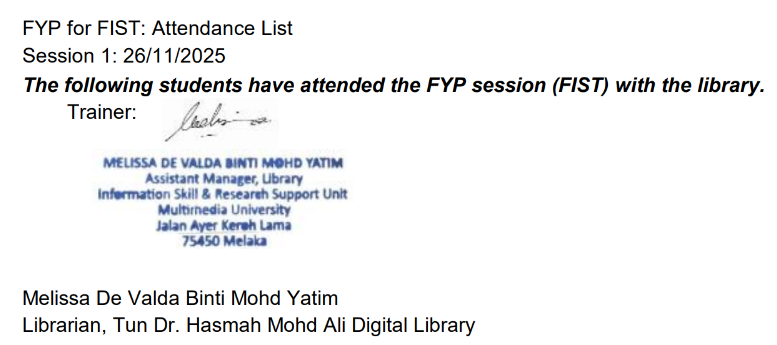 FYP for FIST: Attendance List
Session 1: 26/11/2025
The following students have attended the FYP session (FIST) with the library.
Trainer:
MELISSA DE VALDA BINTI MOHD YATIM
Assistant Manager, Library
Information Skill & Research Support Unit
Multimedia University
Jalan Ayer Keroh Lama
75450 Melaka
Melissa De Valda Binti Mohd Yatim
Librarian, Tun Dr. Hasmah Mohd Ali Digital Library